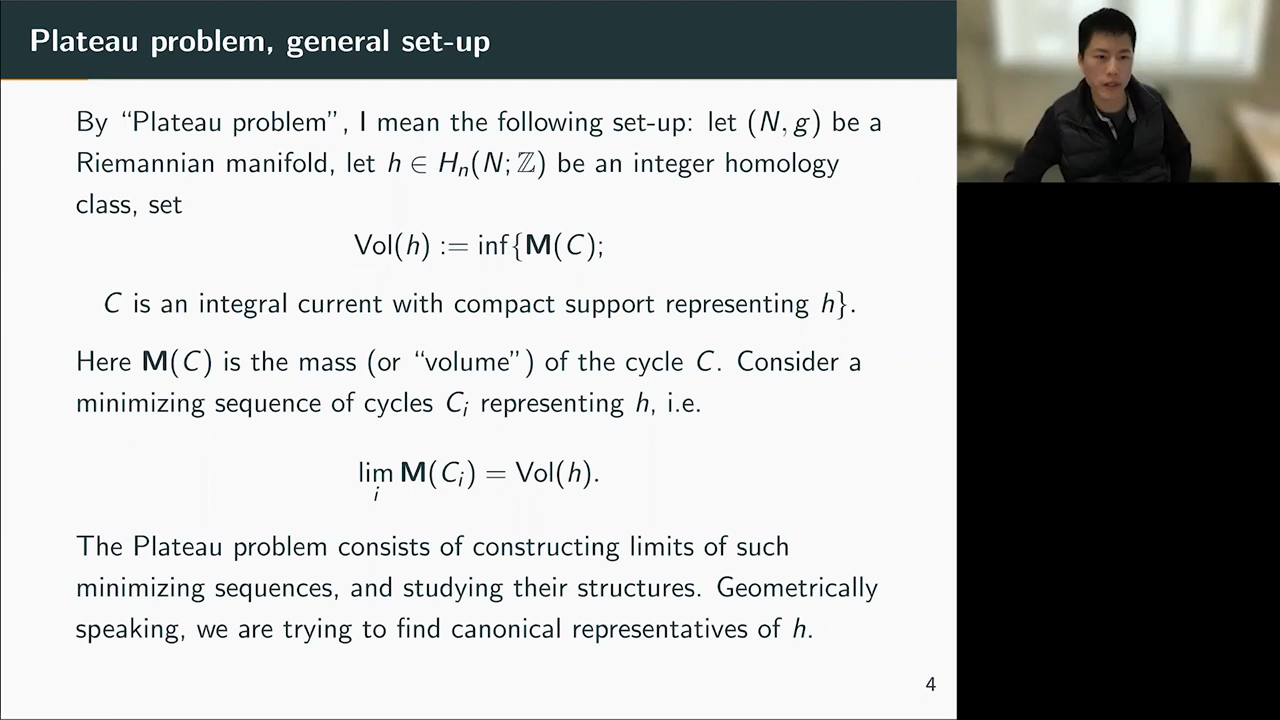 Plateau problem, general set-up
By “Plateau problem”, I mean the following set-up: let (N, g) be a
Riemannian manifold, let h ∈ Hₙ(N; ℤ) be an integer homology
class, set
Vol(h) := inf{M(C);
C is an integral current with compact support representing h}.
Here M(C) is the mass (or “volume”) of the cycle C. Consider a
minimizing sequence of cycles Cᵢ representing h, i.e.
lim M(Cᵢ) = Vol(h).
i
The Plateau problem consists of constructing limits of such
minimizing sequences, and studying their structures. Geometrically
speaking, we are trying to find canonical representatives of h.
4